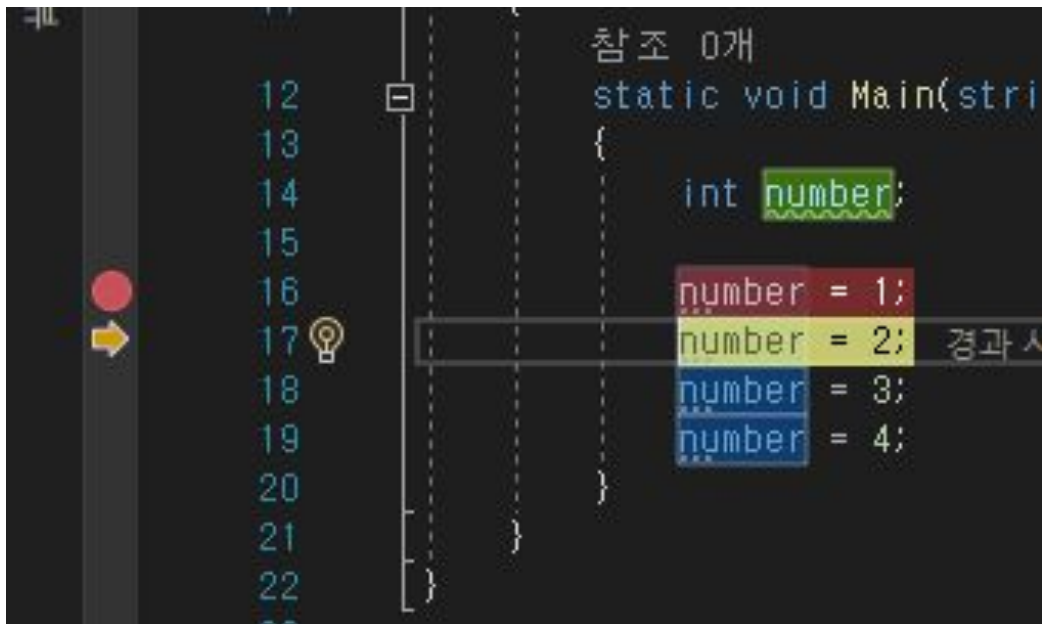 참조 0개
12 static void Main(stri
13 {
14 int number;
15
16 number = 1;
17 number = 2; 경과
18 number = 3;
19 number = 4;
20 }
21 }
22 }